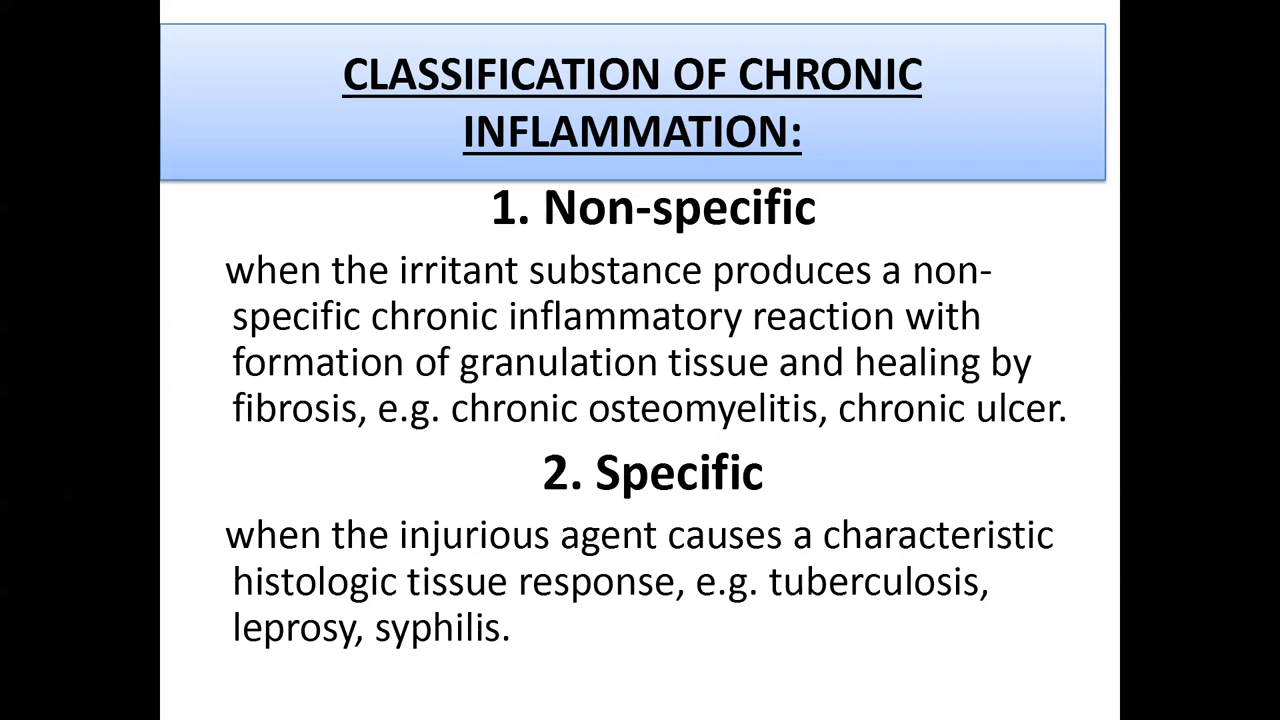 CLASSIFICATION OF CHRONIC
INFLAMMATION:
1. Non-specific
when the irritant substance produces a non-
specific chronic inflammatory reaction with
formation of granulation tissue and healing by
fibrosis, e.g. chronic osteomyelitis, chronic ulcer.
2. Specific
when the injurious agent causes a characteristic
histologic tissue response, e.g. tuberculosis,
leprosy, syphilis.